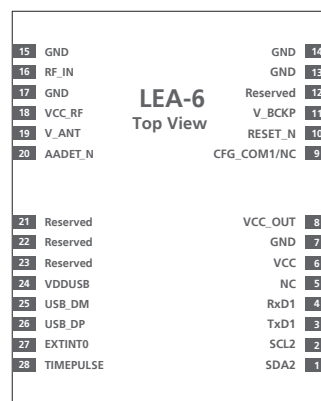 15 GND GND 14
16 RF_IN GND 13
17 GND Reserved 12
LEA-6
Top View
18 VCC_RF V_BCKP 11
19 V_ANT RESET_N 10
20 AADET_N CFG_COM1/NC 9
21 Reserved VCC_OUT 8
22 Reserved GND 7
23 Reserved VCC 6
24 VDDUSB NC 5
25 USB_DM RxD1 4
26 USB_DP TxD1 3
27 EXTINT0 SCL2 2
28 TIMEPULSE SDA2 1